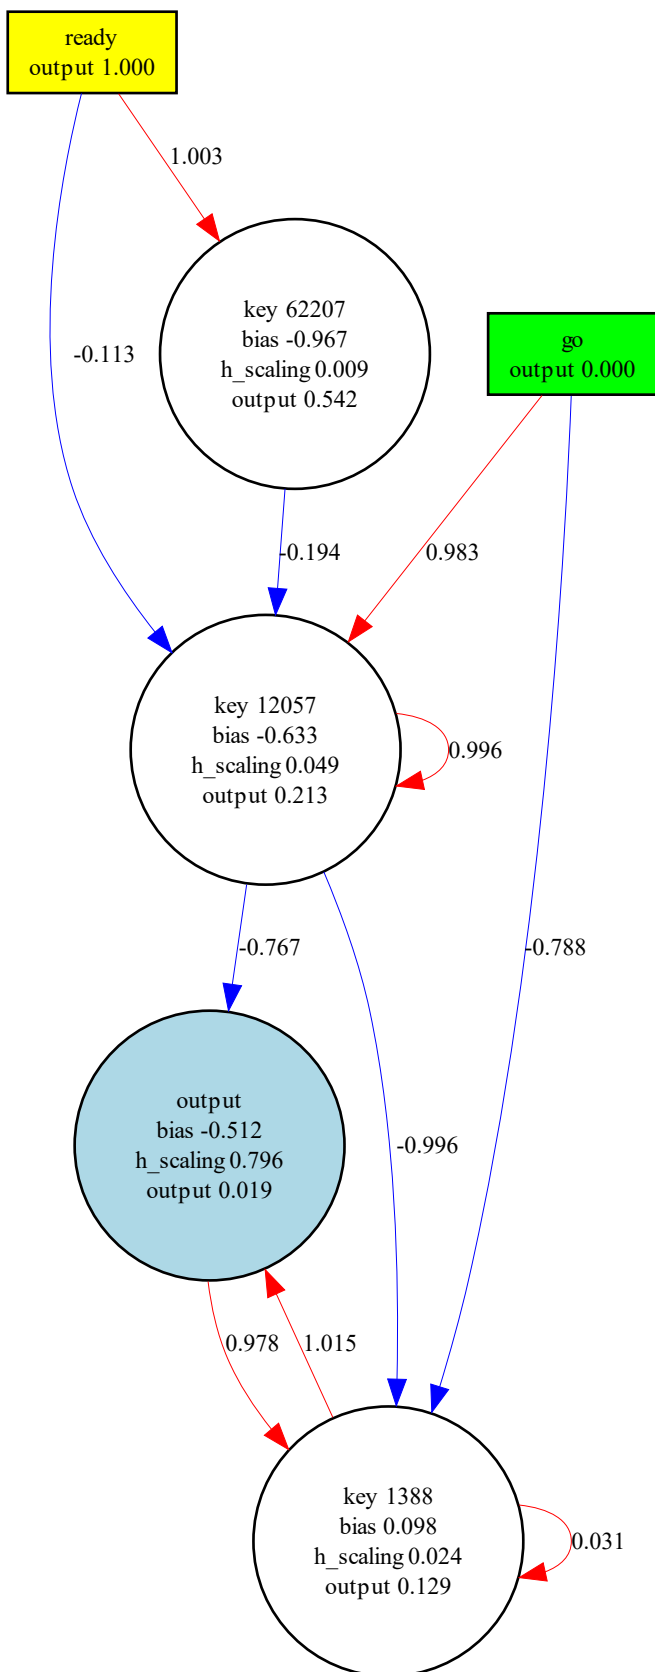 ready
output 1.000
1.003
-0.113
key 62207
bias -0.967
h_scaling 0.009
output 0.542
go
output 0.000
-0.194
0.983
key 12057
bias -0.633
h_scaling 0.049
output 0.213
0.996
-0.767
-0.788
output
bias -0.512
h_scaling 0.796
output 0.019
-0.996
0.978
1.015
key 1388
bias 0.098
h_scaling 0.024
output 0.129
0.031